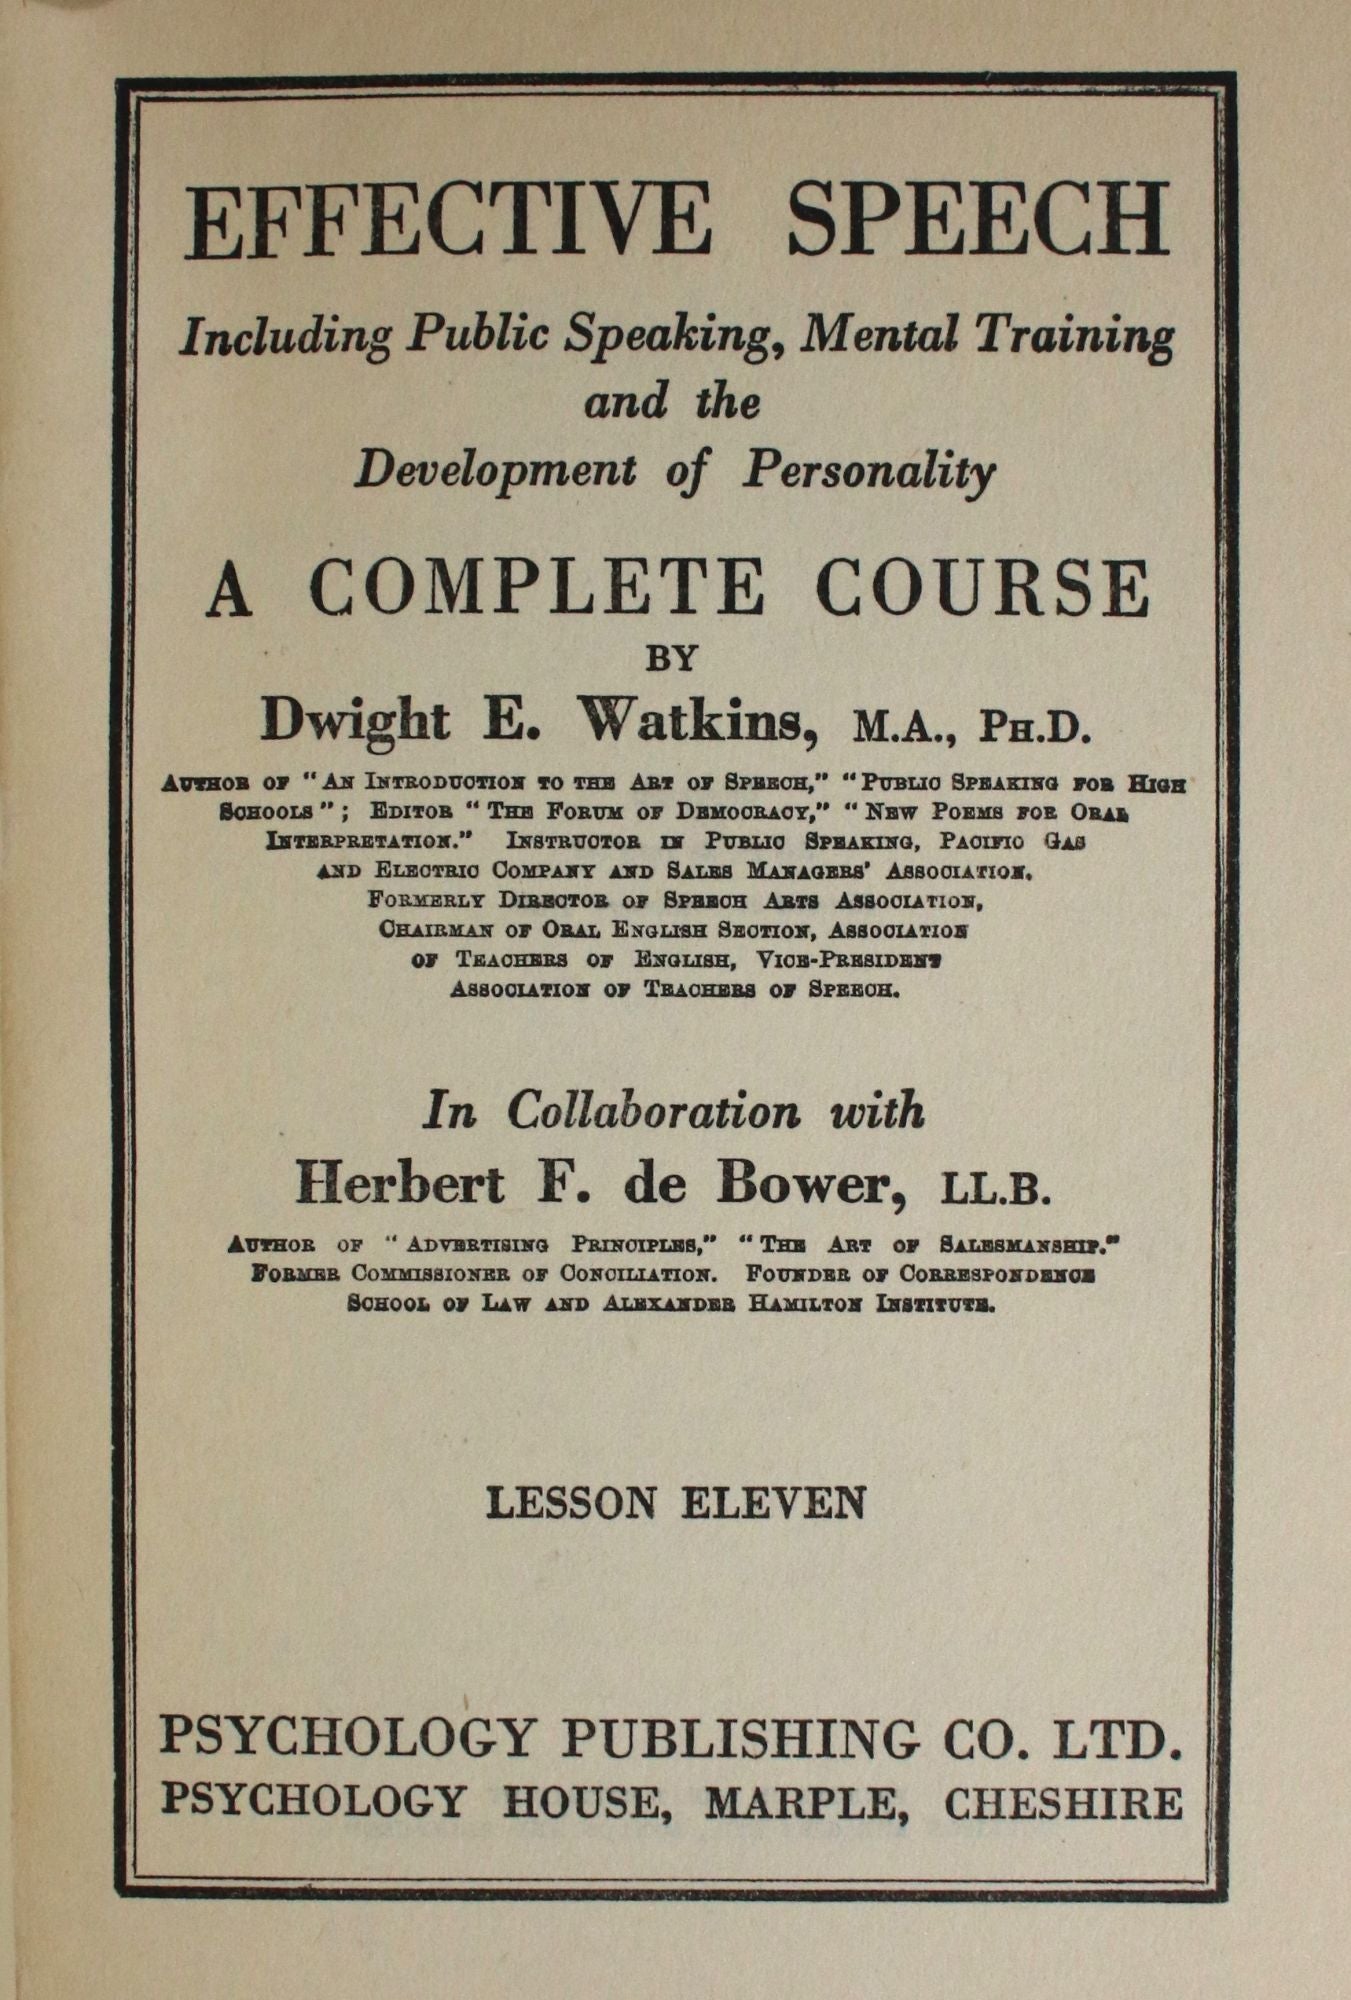 EFFECTIVE SPEECH
Including Public Speaking, Mental Training
and the
Development of Personality
A COMPLETE COURSE
BY
Dwight E. Watkins, M.A., PH.D.
AUTHOR OF "AN INTRODUCTION TO THE ART OF SPEECH," "PUBLIC SPEAKING FOR HIGH
SCHOOLS"; EDITOR "THE FORUM OF DEMOCRACY," "NEW POEMS FOR ORAL
INTERPRETATION." INSTRUCTOR IN PUBLIC SPEAKING, PACIFIC GAS
AND ELECTRIC COMPANY AND SALES MANAGERS' ASSOCIATION.
FORMERLY DIRECTOR OF SPEECH ARTS ASSOCIATION,
CHAIRMAN OF ORAL ENGLISH SECTION, ASSOCIATION
OF TEACHERS OF ENGLISH, VICE-PRESIDENT
ASSOCIATION OF TEACHERS OF SPEECH.
In Collaboration with
Herbert F. de Bower, LL.B.
AUTHOR OF "ADVERTISING PRINCIPLES," "THE ART OF SALESMANSHIP."
FORMER COMMISSIONER OF CONCILIATION. FOUNDER OF CORRESPONDENCE
SCHOOL OF LAW AND ALEXANDER HAMILTON INSTITUTE.
LESSON ELEVEN
PSYCHOLOGY PUBLISHING CO. LTD.
PSYCHOLOGY HOUSE, MARPLE, CHESHIRE